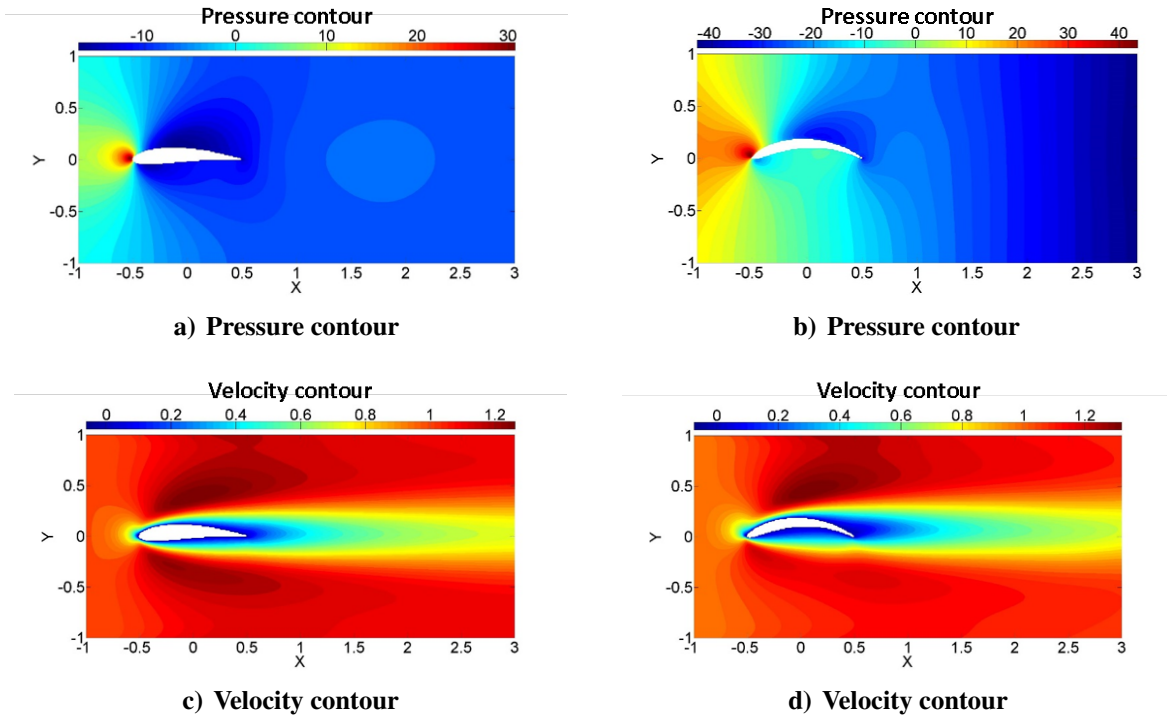 Pressure contour
-10 0 10 20 30
1
0.5
Y 0
-0.5
-1
-1 -0.5 0 0.5 1 1.5 2 2.5 3
X
a) Pressure contour
Pressure contour
-40 -30 -20 -10 0 10 20 30 40
1
0.5
Y 0
-0.5
-1
-1 -0.5 0 0.5 1 1.5 2 2.5 3
X
b) Pressure contour
Velocity contour
0 0.2 0.4 0.6 0.8 1 1.2
1
0.5
Y 0
-0.5
-1
-1 -0.5 0 0.5 1 1.5 2 2.5 3
X
c) Velocity contour
Velocity contour
0 0.2 0.4 0.6 0.8 1 1.2
1
0.5
Y 0
-0.5
-1
-1 -0.5 0 0.5 1 1.5 2 2.5 3
X
d) Velocity contour